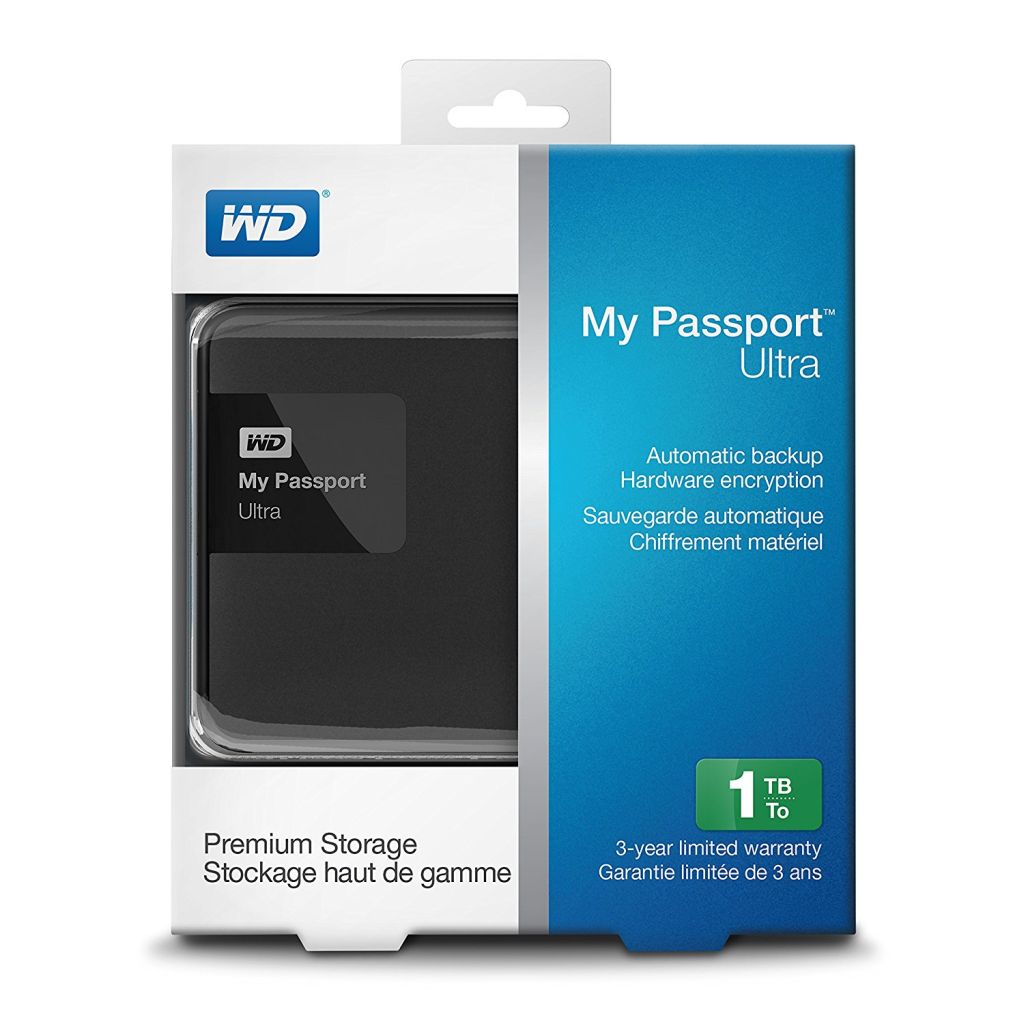 WD®
WD
My Passport
Ultra
Premium Storage
Stockage haut de gamme
My Passport™
Ultra
Automatic backup
Hardware encryption
Sauvegarde automatique
Chiffrement matériel
1 TB
To
3-year limited warranty
Garantie limitée de 3 ans